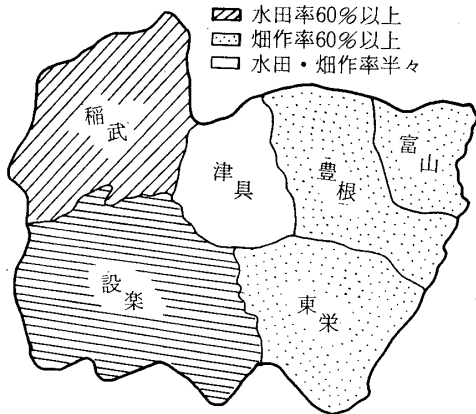 水田率60%以上
畑作率60%以上
水田・畑作率半々
稲武
津具
豊根
富山
設楽
東栄